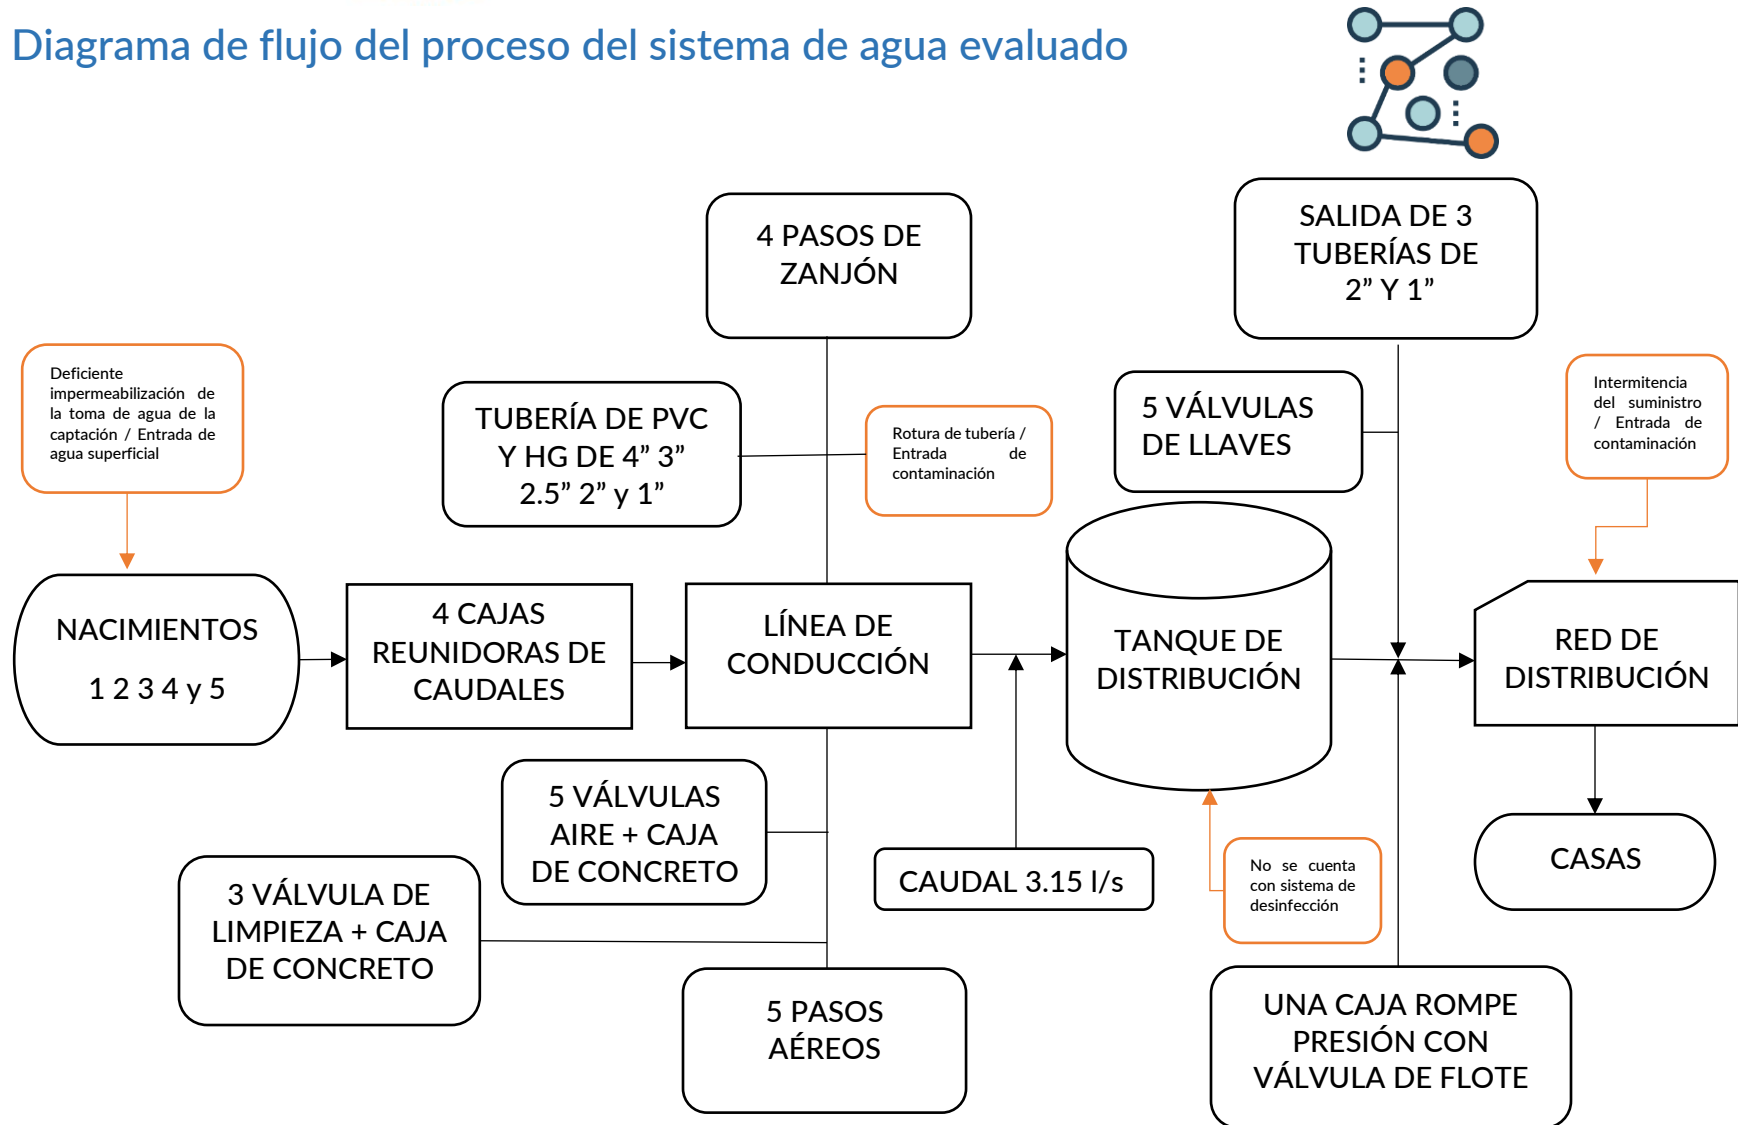 Diagrama de flujo del proceso del sistema de agua evaluado
4 PASOS DE
ZANJÓN
SALIDA DE 3
TUBERÍAS DE
2” Y 1”
Deficiente
impermeabilización de
la toma de agua de la
captación / Entrada de
agua superficial
TUBERÍA DE PVC
Y HG DE 4” 3”
2.5” 2” y 1”
Rotura de tubería /
Entrada de
contaminación
5 VÁLVULAS
DE LLAVES
Intermitencia
del suministro
/ Entrada de
contaminación
NACIMIENTOS
1 2 3 4 y 5
4 CAJAS
REUNIDORAS DE
CAUDALES
LÍNEA DE
CONDUCCIÓN
TANQUE DE
DISTRIBUCIÓN
RED DE
DISTRIBUCIÓN
5 VÁLVULAS
AIRE + CAJA
DE CONCRETO
3 VÁLVULA DE
LIMPIEZA + CAJA
DE CONCRETO
CAUDAL 3.15 l/s
No se cuenta
con sistema de
desinfección
CASAS
5 PASOS
AÉREOS
UNA CAJA ROMPE
PRESIÓN CON
VÁLVULA DE FLOTE